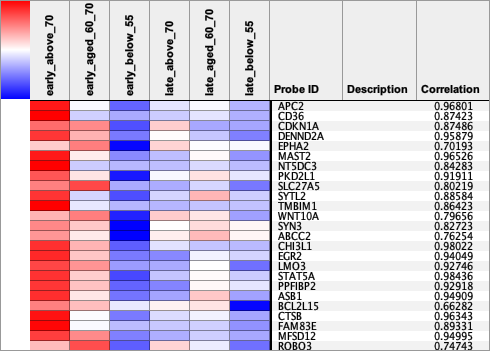 early_above_70
early_aged_60_70
early_below_55
late_above_70
late_aged_60_70
late_below_55
Probe ID Description Correlation
APC2 0.96801
CD36 0.87423
CDKN1A 0.87486
DENND2A 0.95879
EPHA2 0.70193
MAST2 0.96526
NT5DC3 0.84283
PKD2L1 0.91911
SLC27A5 0.80219
SYTL2 0.88584
TMBIM1 0.86423
WNT10A 0.79656
SYN3 0.82723
ABCC2 0.76254
CHI3L1 0.98022
EGR2 0.94049
LMO3 0.92746
STAT5A 0.98436
PPFIBP2 0.92918
ASB1 0.94909
BCL2L15 0.66282
CTSB 0.96343
FAM83E 0.89331
MFSD12 0.94995
ROBO3 0.74743